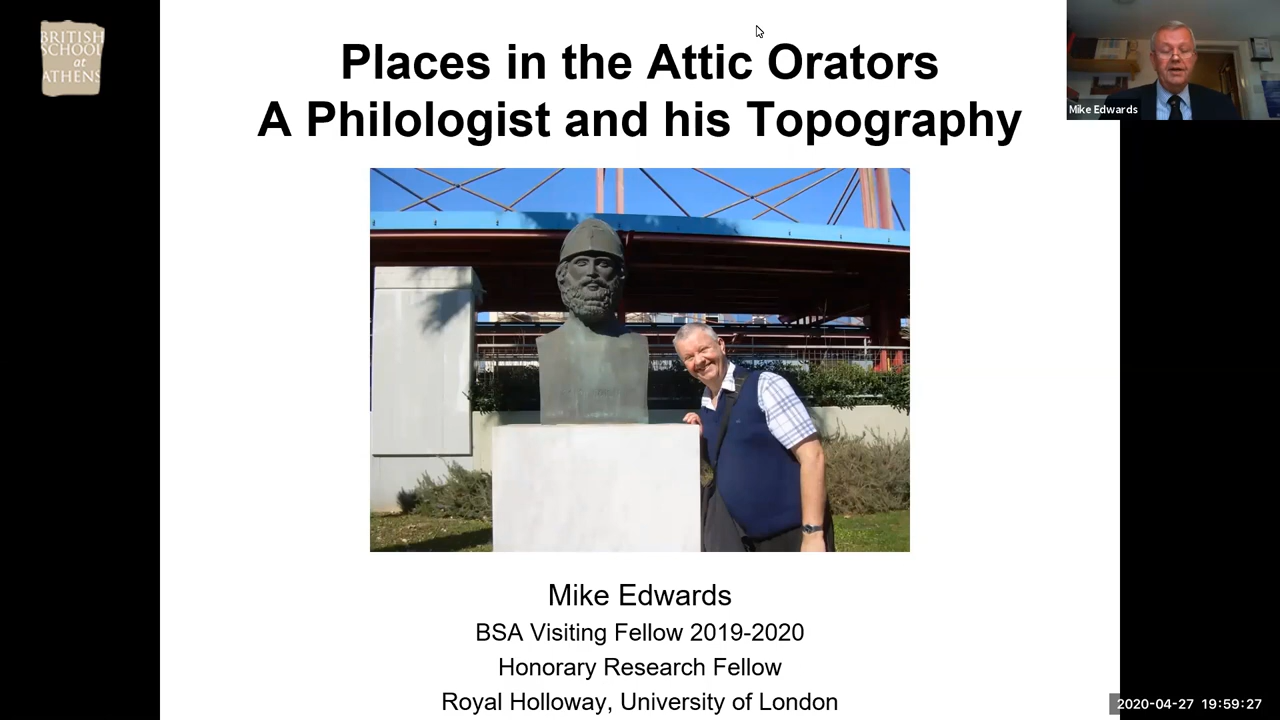 BRITISH
SCHOOL
at
ATHENS
Places in the Attic Orators
A Philologist and his Topography
Mike Edwards
Mike Edwards
BSA Visiting Fellow 2019-2020
Honorary Research Fellow
Royal Holloway, University of London
2020-04-27 19:59:27